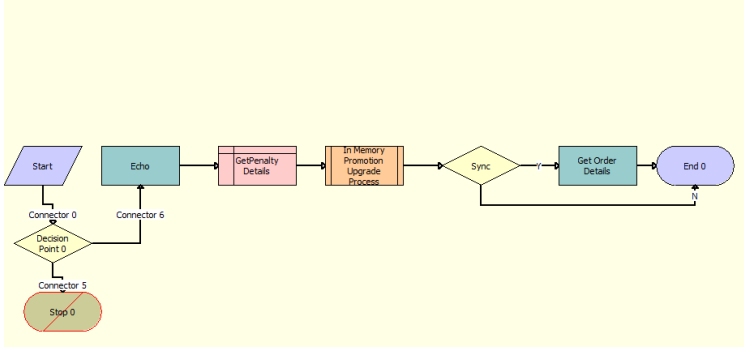 Start
Echo
GetPenalty
Details
In Memory
Promotion
Upgrade
Process
Sync
Y
Get Order
Details
End 0
N
Connector 0
Connector 6
Decision
Point 0
Connector 5
Stop 0